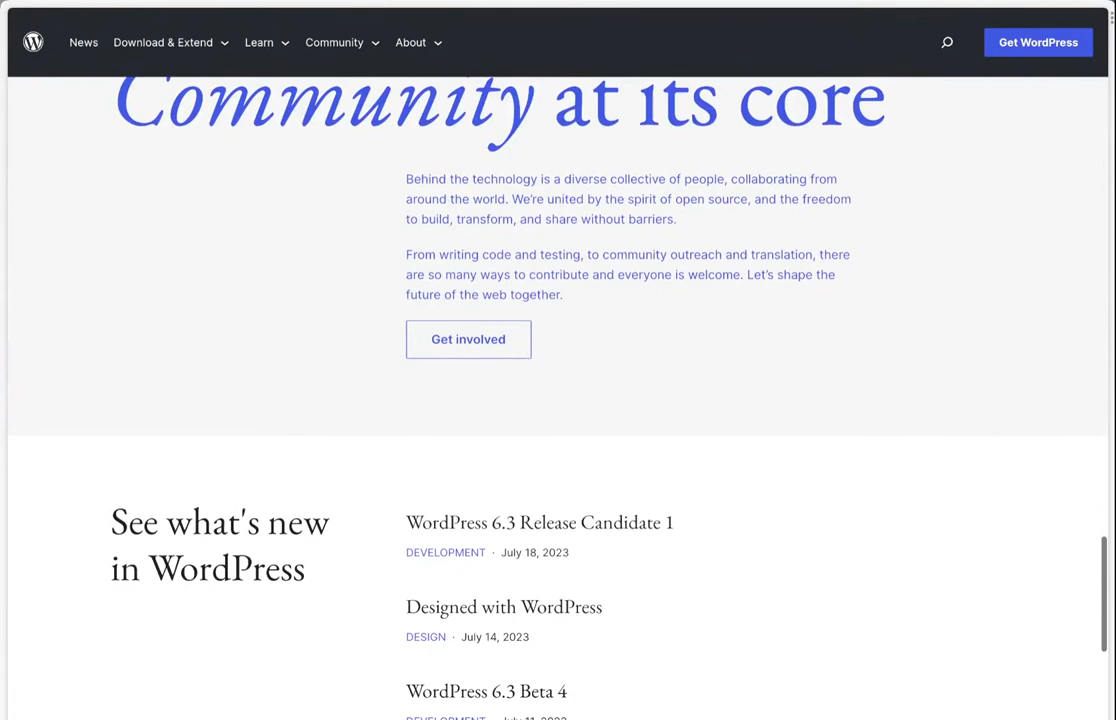 News Download & Extend Learn Community About Get WordPress
Community at its core
Behind the technology is a diverse collective of people, collaborating from
around the world. We’re united by the spirit of open source, and the freedom
to build, transform, and share without barriers.
From writing code and testing, to community outreach and translation, there
are so many ways to contribute and everyone is welcome. Let’s shape the
future of the web together.
Get involved
See what's new
in WordPress
WordPress 6.3 Release Candidate 1
DEVELOPMENT · July 18, 2023
Designed with WordPress
DESIGN · July 14, 2023
WordPress 6.3 Beta 4
DEVELOPMENT · July 11, 2023